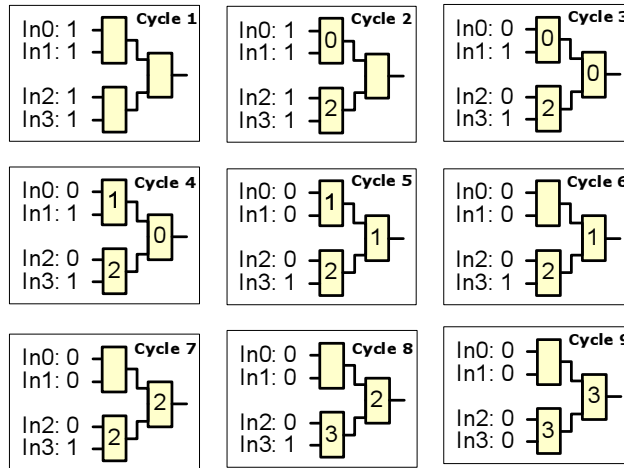 Cycle 1
In0: 1
In1: 1
In2: 1
In3: 1
Cycle 2
In0: 1
0
In1: 1
In2: 1
2
In3: 1
Cycle 3
In0: 0
0
In1: 1
0
In2: 0
2
In3: 1
Cycle 4
In0: 0
1
In1: 1
0
In2: 0
2
In3: 1
Cycle 5
In0: 0
1
In1: 0
1
In2: 0
2
In3: 1
Cycle 6
In0: 0
In1: 0
1
In2: 0
2
In3: 1
Cycle 7
In0: 0
In1: 0
2
In2: 0
2
In3: 1
Cycle 8
In0: 0
In1: 0
2
In2: 0
3
In3: 1
Cycle 9
In0: 0
In1: 0
3
In2: 0
3
In3: 0